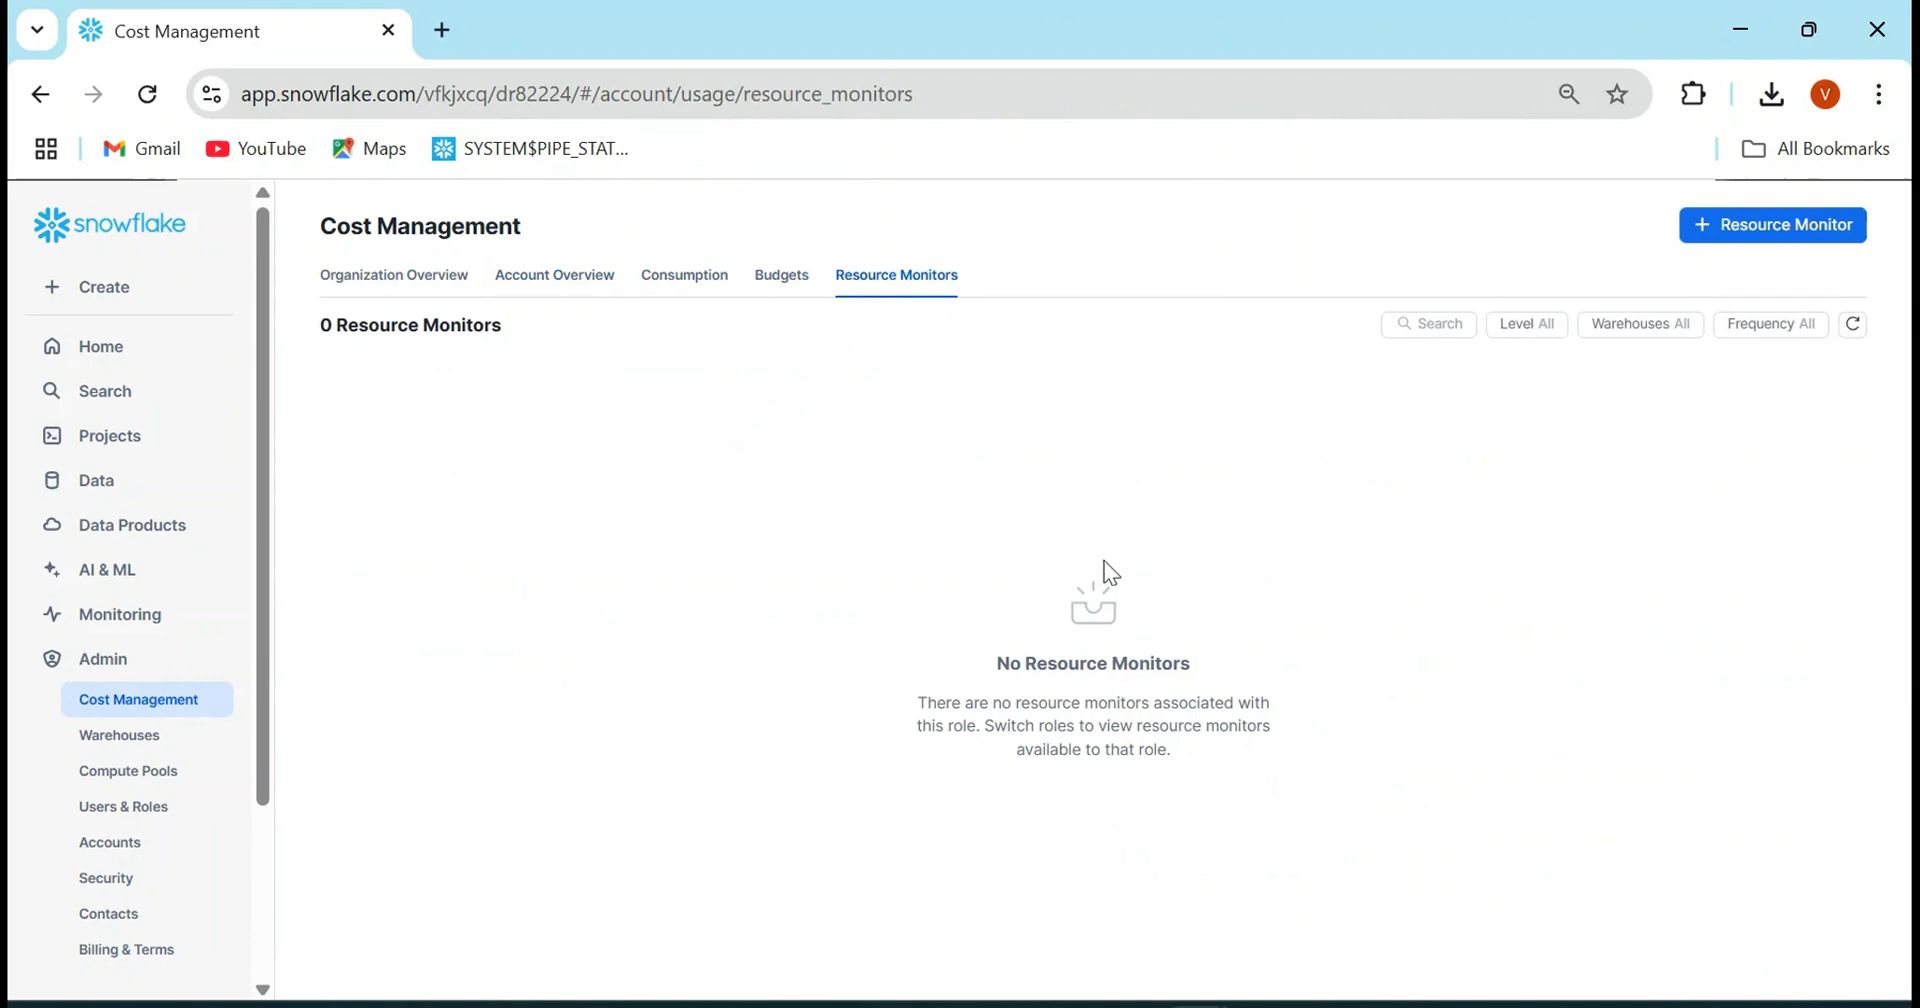 Cost Management
app.snowflake.com/vfkjxcq/dr82224/#/account/usage/resource_monitors
V
Gmail
YouTube
Maps
SYSTEM$PIPE_STAT...
All Bookmarks
snowflake
Create
Home
Search
Projects
Data
Data Products
AI & ML
Monitoring
Admin
Cost Management
Warehouses
Compute Pools
Users & Roles
Accounts
Security
Contacts
Billing & Terms
Cost Management
+ Resource Monitor
Organization Overview Account Overview Consumption Budgets Resource Monitors
0 Resource Monitors
Search Level All Warehouses All Frequency All
No Resource Monitors
There are no resource monitors associated with
this role. Switch roles to view resource monitors
available to that role.